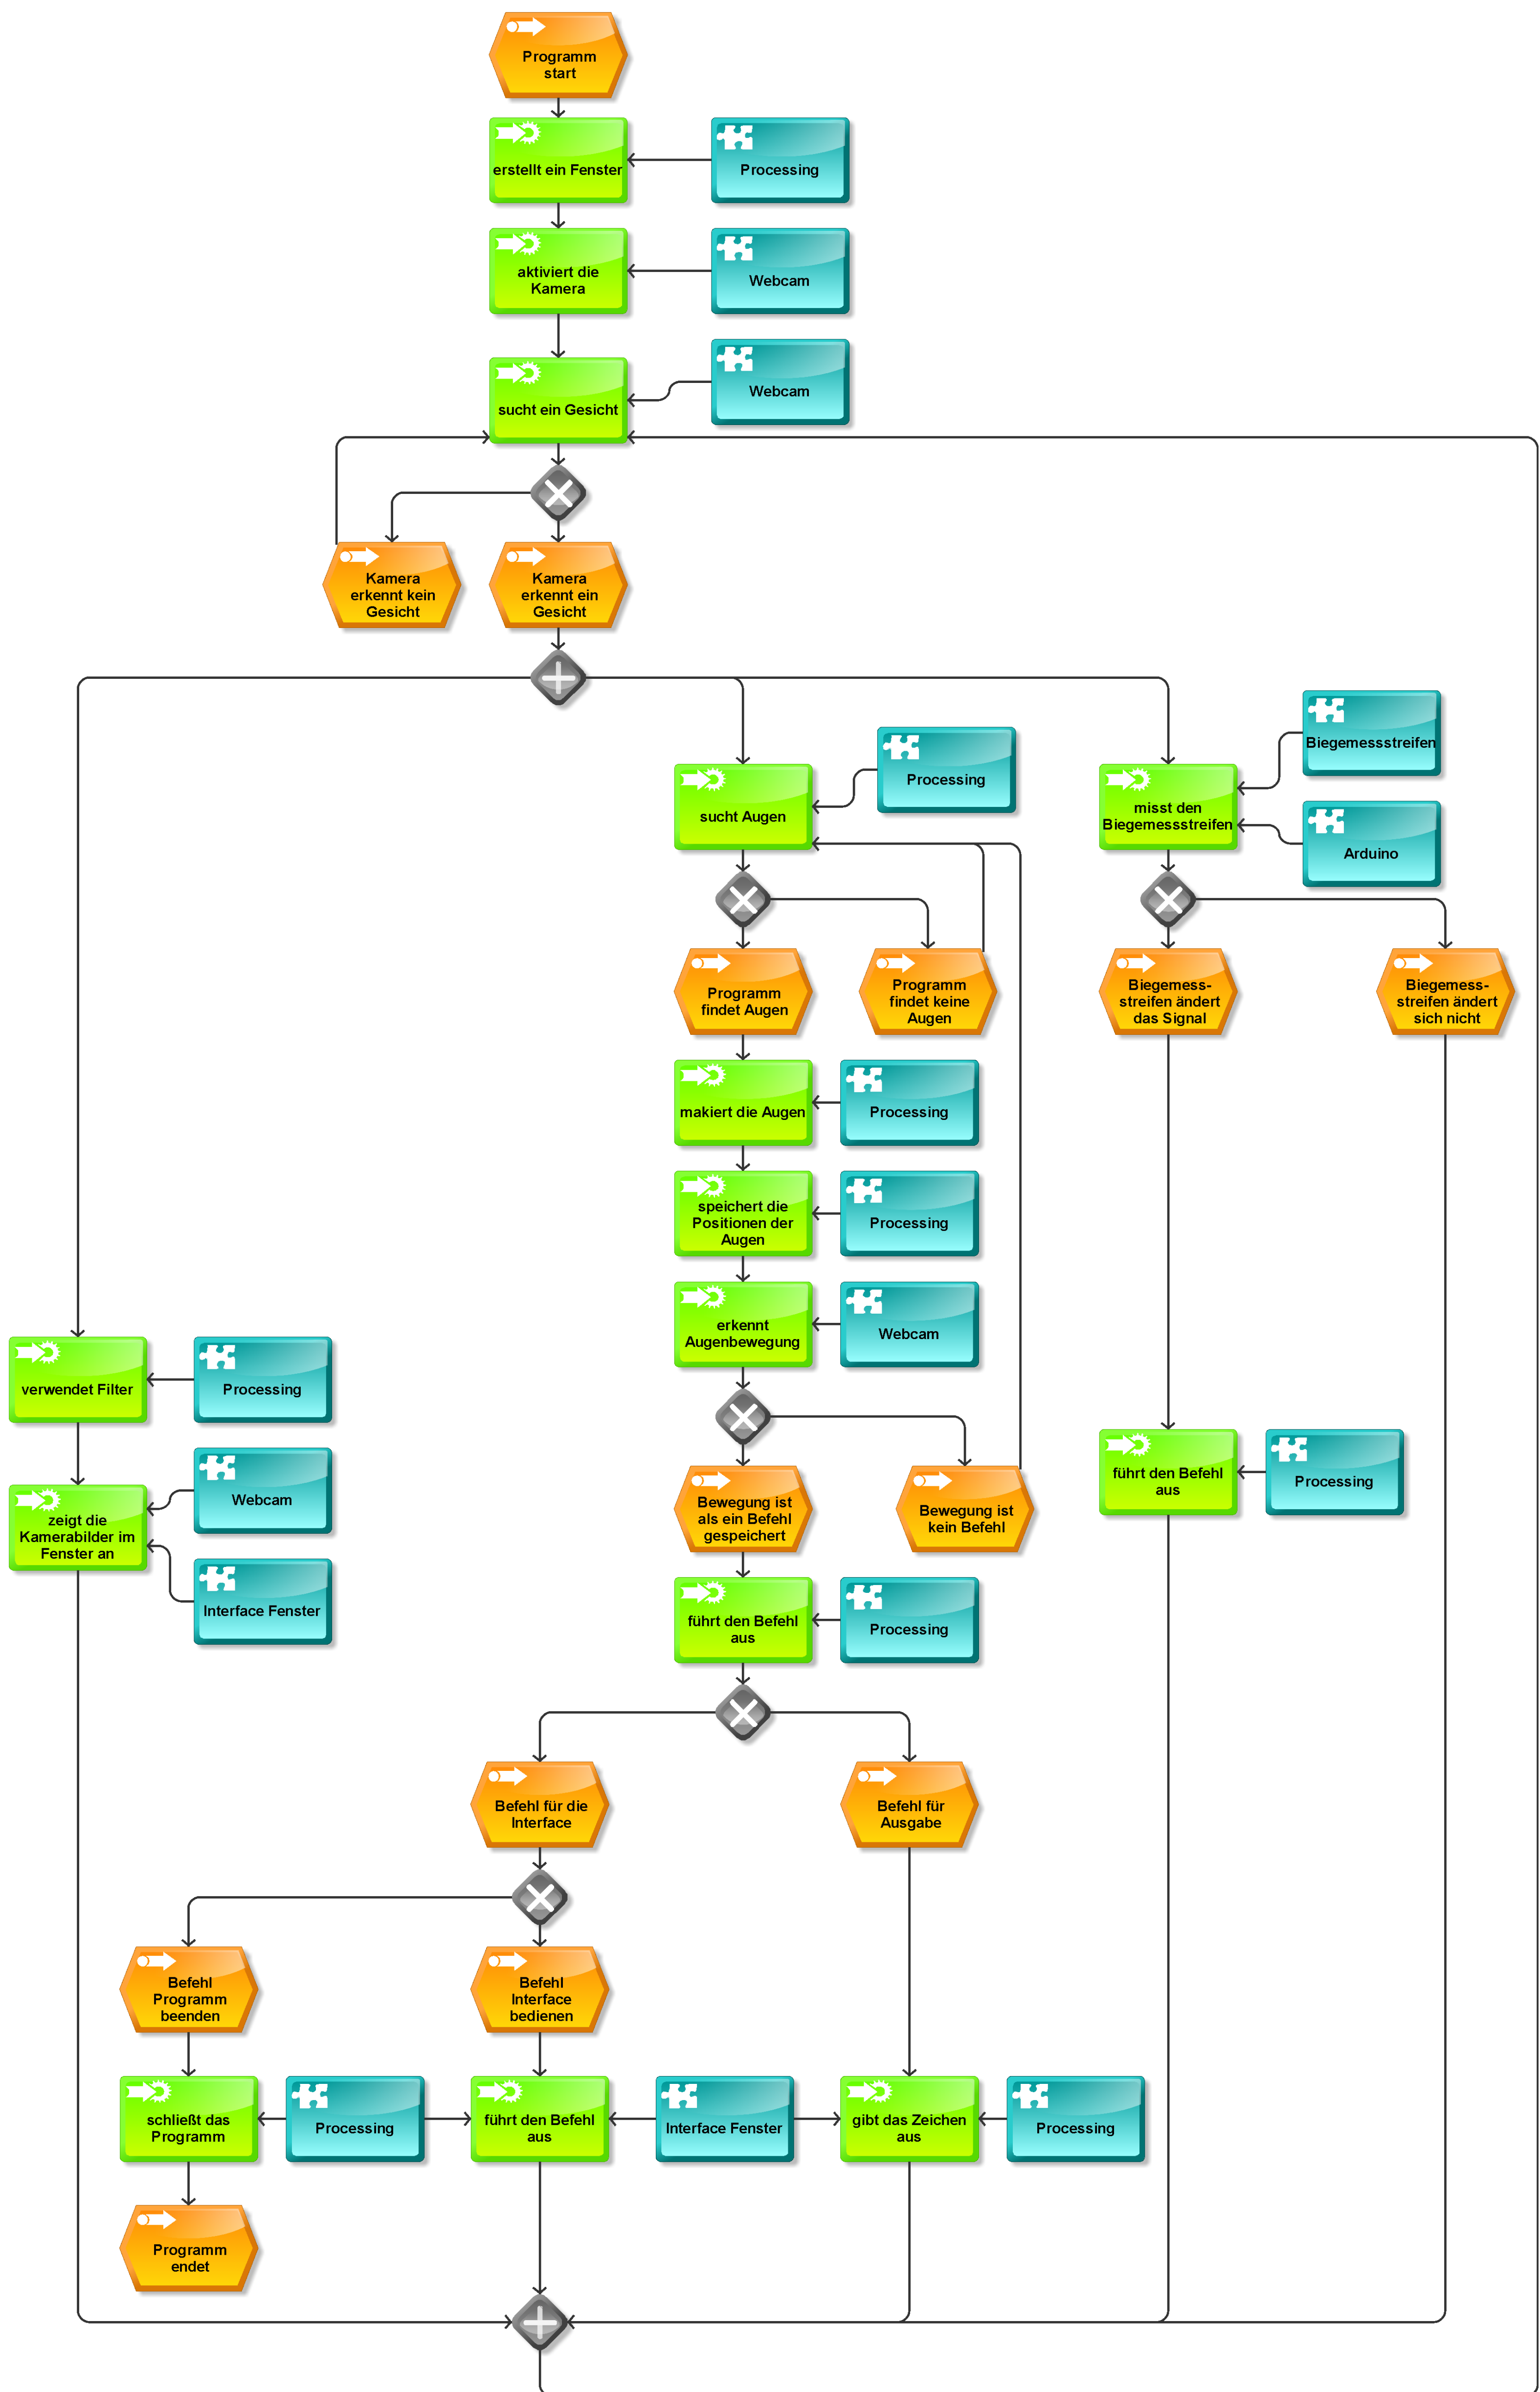 Programm
start
erstellt ein Fenster
Processing
aktiviert die
Kamera
Webcam
sucht ein Gesicht
Webcam
Kamera
erkennt kein
Gesicht
Kamera
erkennt ein
Gesicht
Biegemessstreifen
sucht Augen
Processing
misst den
Biegemessstreifen
Arduino
Programm
findet Augen
Programm
findet keine
Augen
Biegemess-
streifen ändert
das Signal
Biegemess-
streifen ändert
sich nicht
makiert die Augen
Processing
speichert die
Positionen der
Augen
Processing
erkennt
Augenbewegung
Webcam
verwendet Filter
Processing
zeigt die
Kamerabilder im
Fenster an
Webcam
Interface Fenster
Bewegung ist
als ein Befehl
gespeichert
Bewegung ist
kein Befehl
führt den Befehl
aus
Processing
führt den Befehl
aus
Processing
Befehl für die
Interface
Befehl für
Ausgabe
Befehl
Programm
beenden
Befehl
Interface
bedienen
schließt das
Programm
Processing
führt den Befehl
aus
Interface Fenster
gibt das Zeichen
aus
Processing
Programm
endet